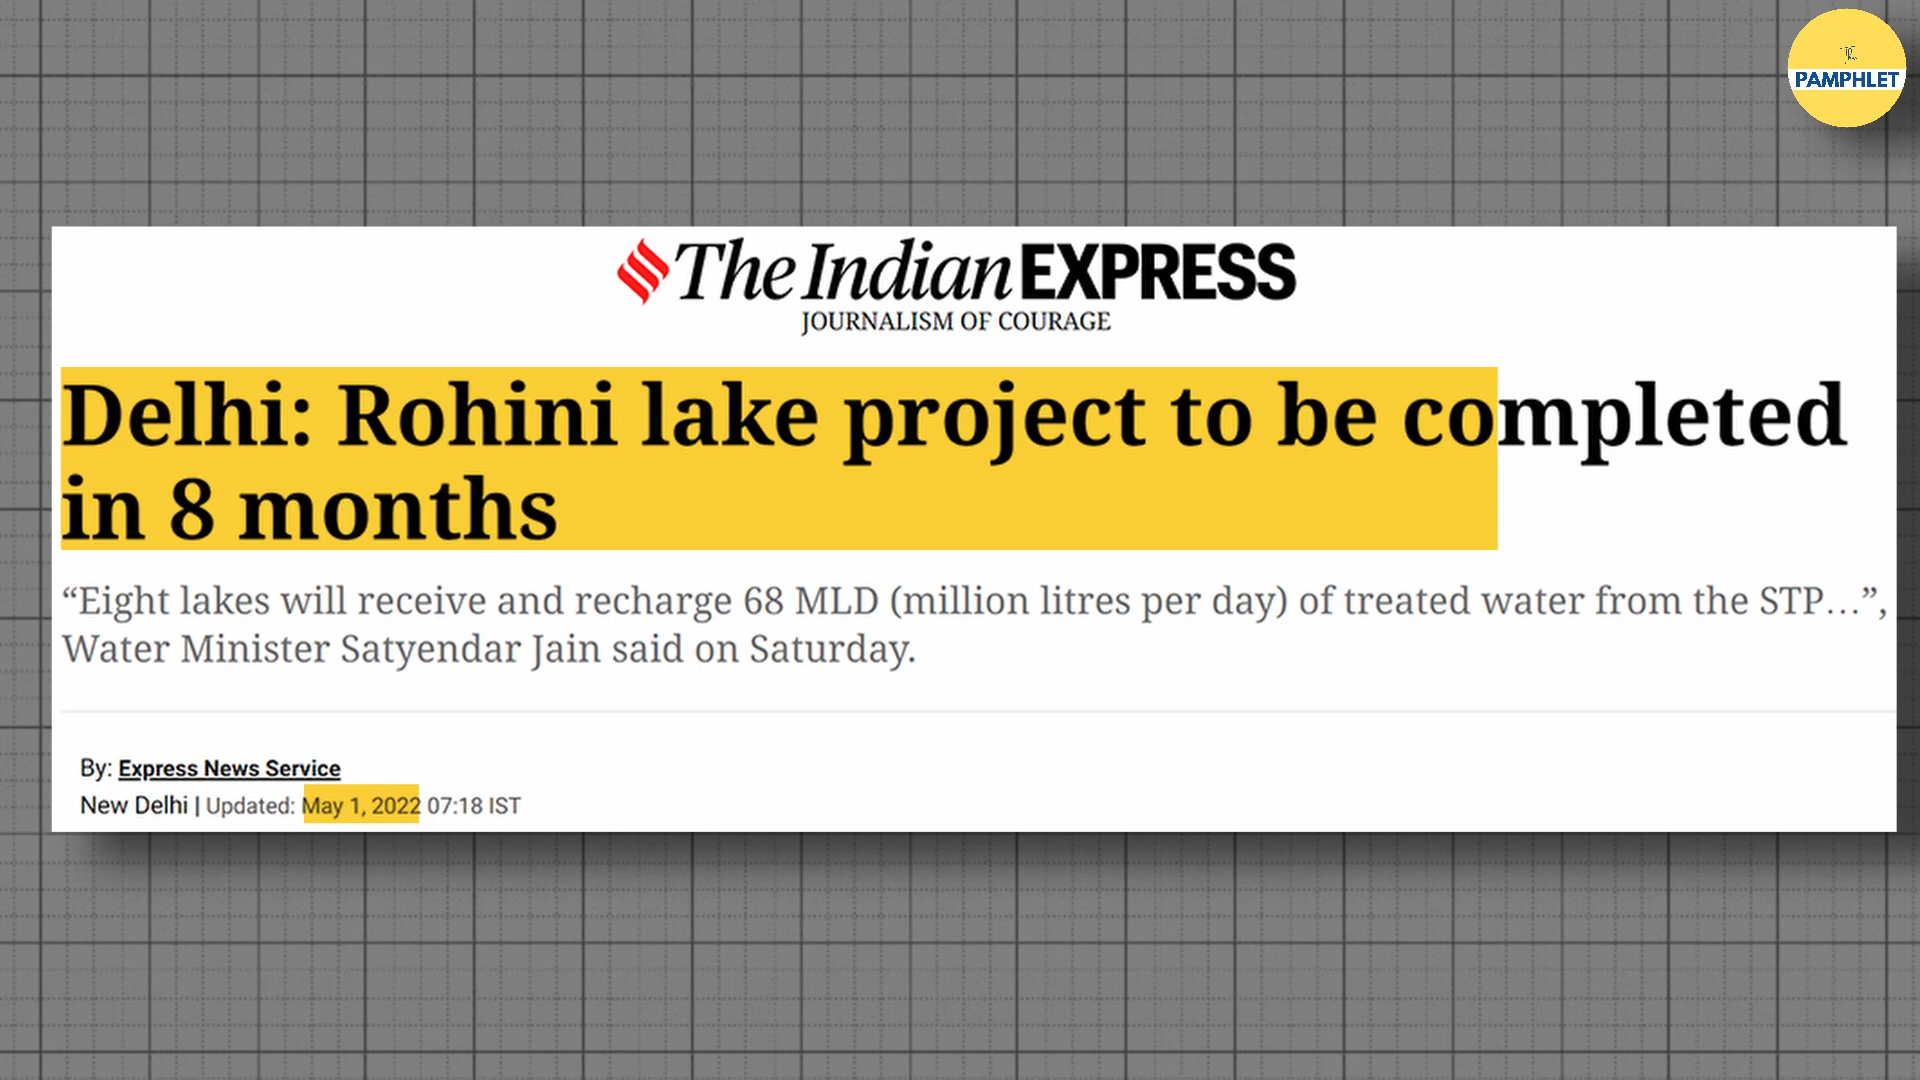 PAMPHLET
The Indian EXPRESS
JOURNALISM OF COURAGE
Delhi: Rohini lake project to be completed
in 8 months
“Eight lakes will receive and recharge 68 MLD (million litres per day) of treated water from the STP…”,
Water Minister Satyendar Jain said on Saturday.
By: Express News Service
New Delhi | Updated: May 1, 2022 07:18 IST